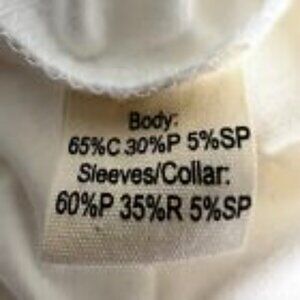 Body:
65%C 30%P 5%SP
Sleeves/Collar:
60%P 35%R 5%SP